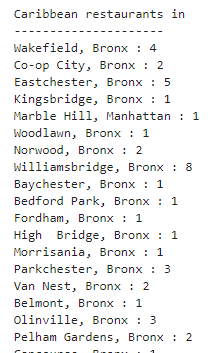 Caribbean restaurants in
---------------------
Wakefield, Bronx : 4
Co-op City, Bronx : 2
Eastchester, Bronx : 5
Kingsbridge, Bronx : 1
Marble Hill, Manhattan : 1
Woodlawn, Bronx : 1
Norwood, Bronx : 2
Williamsbridge, Bronx : 8
Baychester, Bronx : 1
Bedford Park, Bronx : 1
Fordham, Bronx : 1
High  Bridge, Bronx : 1
Morrisania, Bronx : 1
Parkchester, Bronx : 3
Van Nest, Bronx : 2
Belmont, Bronx : 1
Olinville, Bronx : 3
Pelham Gardens, Bronx : 2
Concourse, Bronx : 1